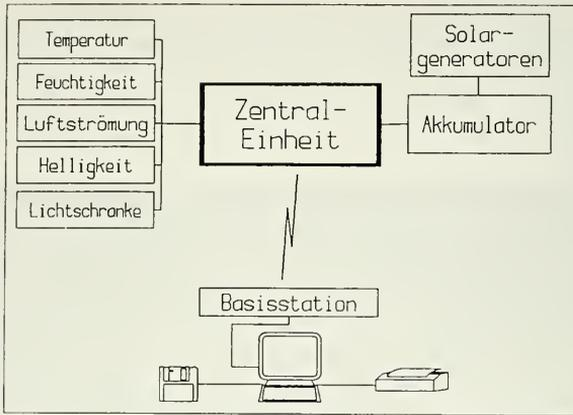 Temperatur
Feuchtigkeit
Luftströmung
Helligkeit
Lichtschranke
Zentral-
Einheit
Solar-
generatoren
Akkumulator
Basisstation